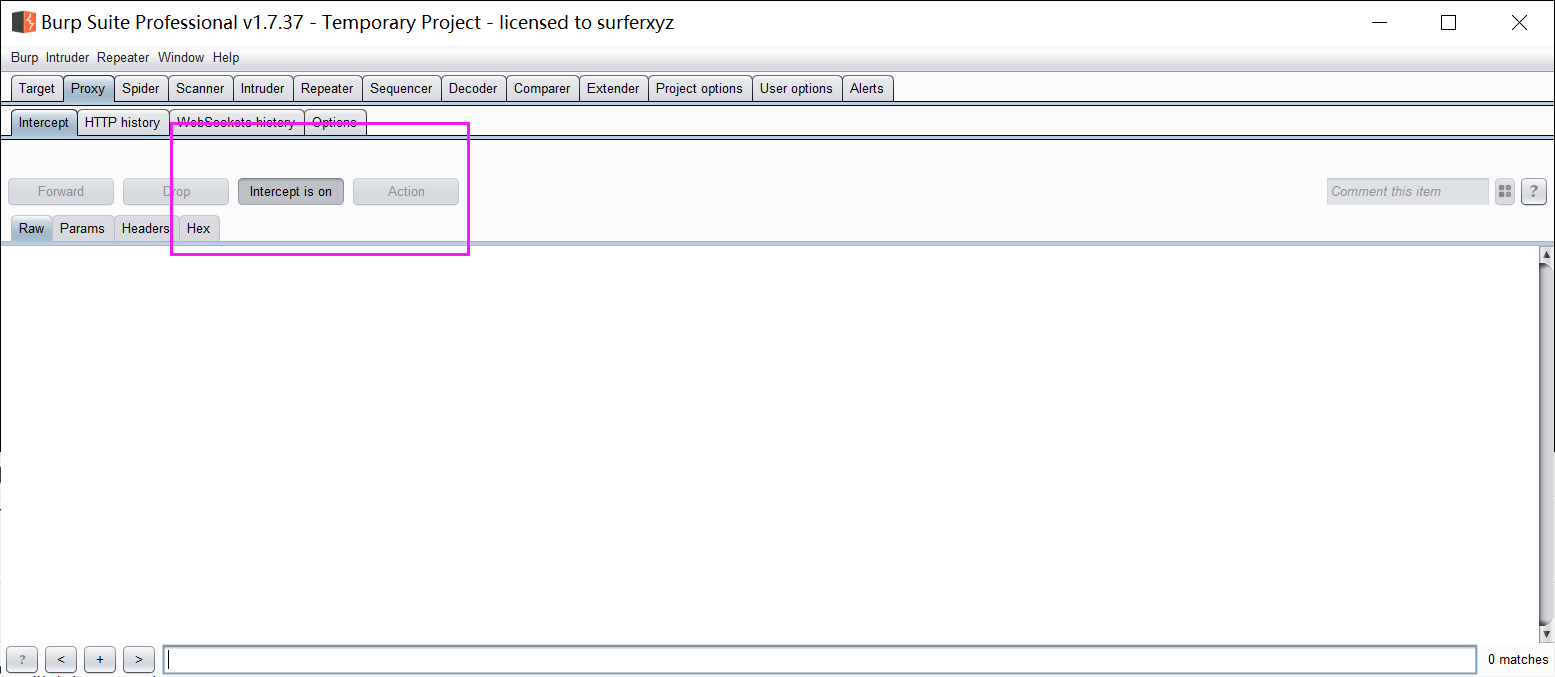 Burp Suite Professional v1.7.37 - Temporary Project - licensed to surferxyz
Burp Intruder Repeater Window Help
Target Proxy Spider Scanner Intruder Repeater Sequencer Decoder Comparer Extender Project options User options Alerts
Intercept HTTP history WebSockets history Options
Forward Drop Intercept is on Action Comment this item ?
Raw Params Headers Hex
? < + > 0 matches